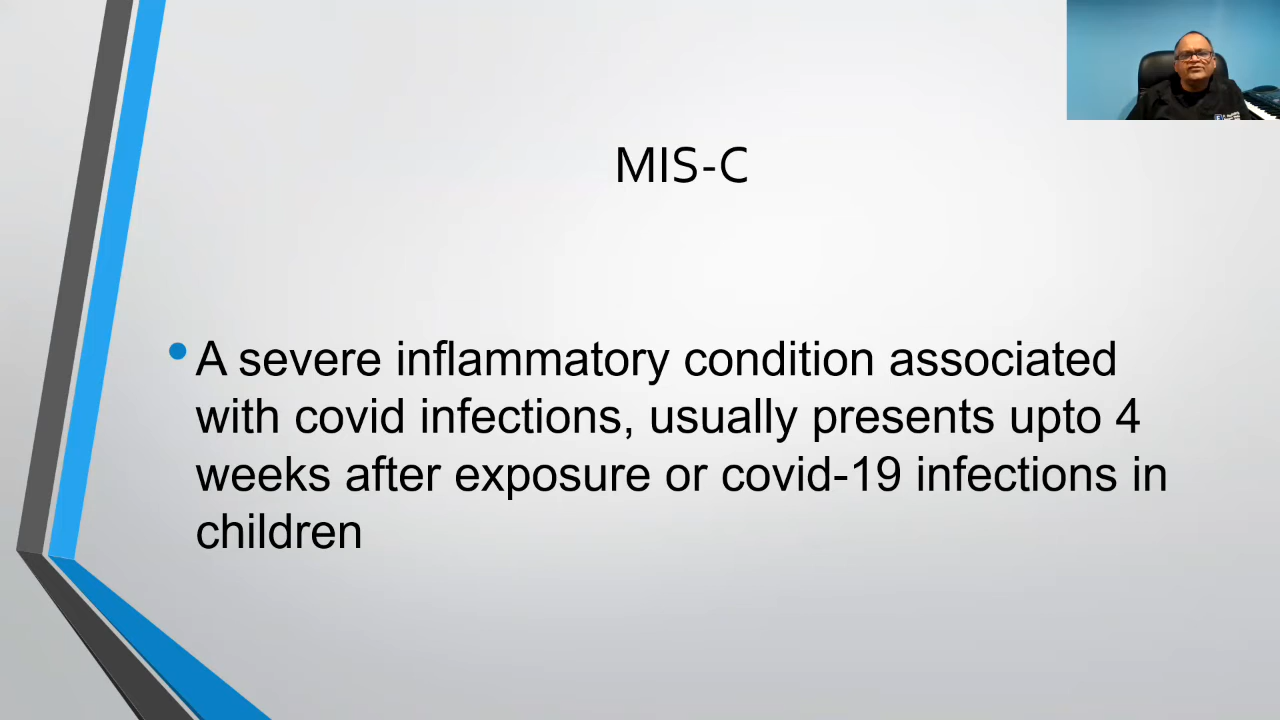 MIS-C
A severe inflammatory condition associated
with covid infections, usually presents upto 4
weeks after exposure or covid-19 infections in
children